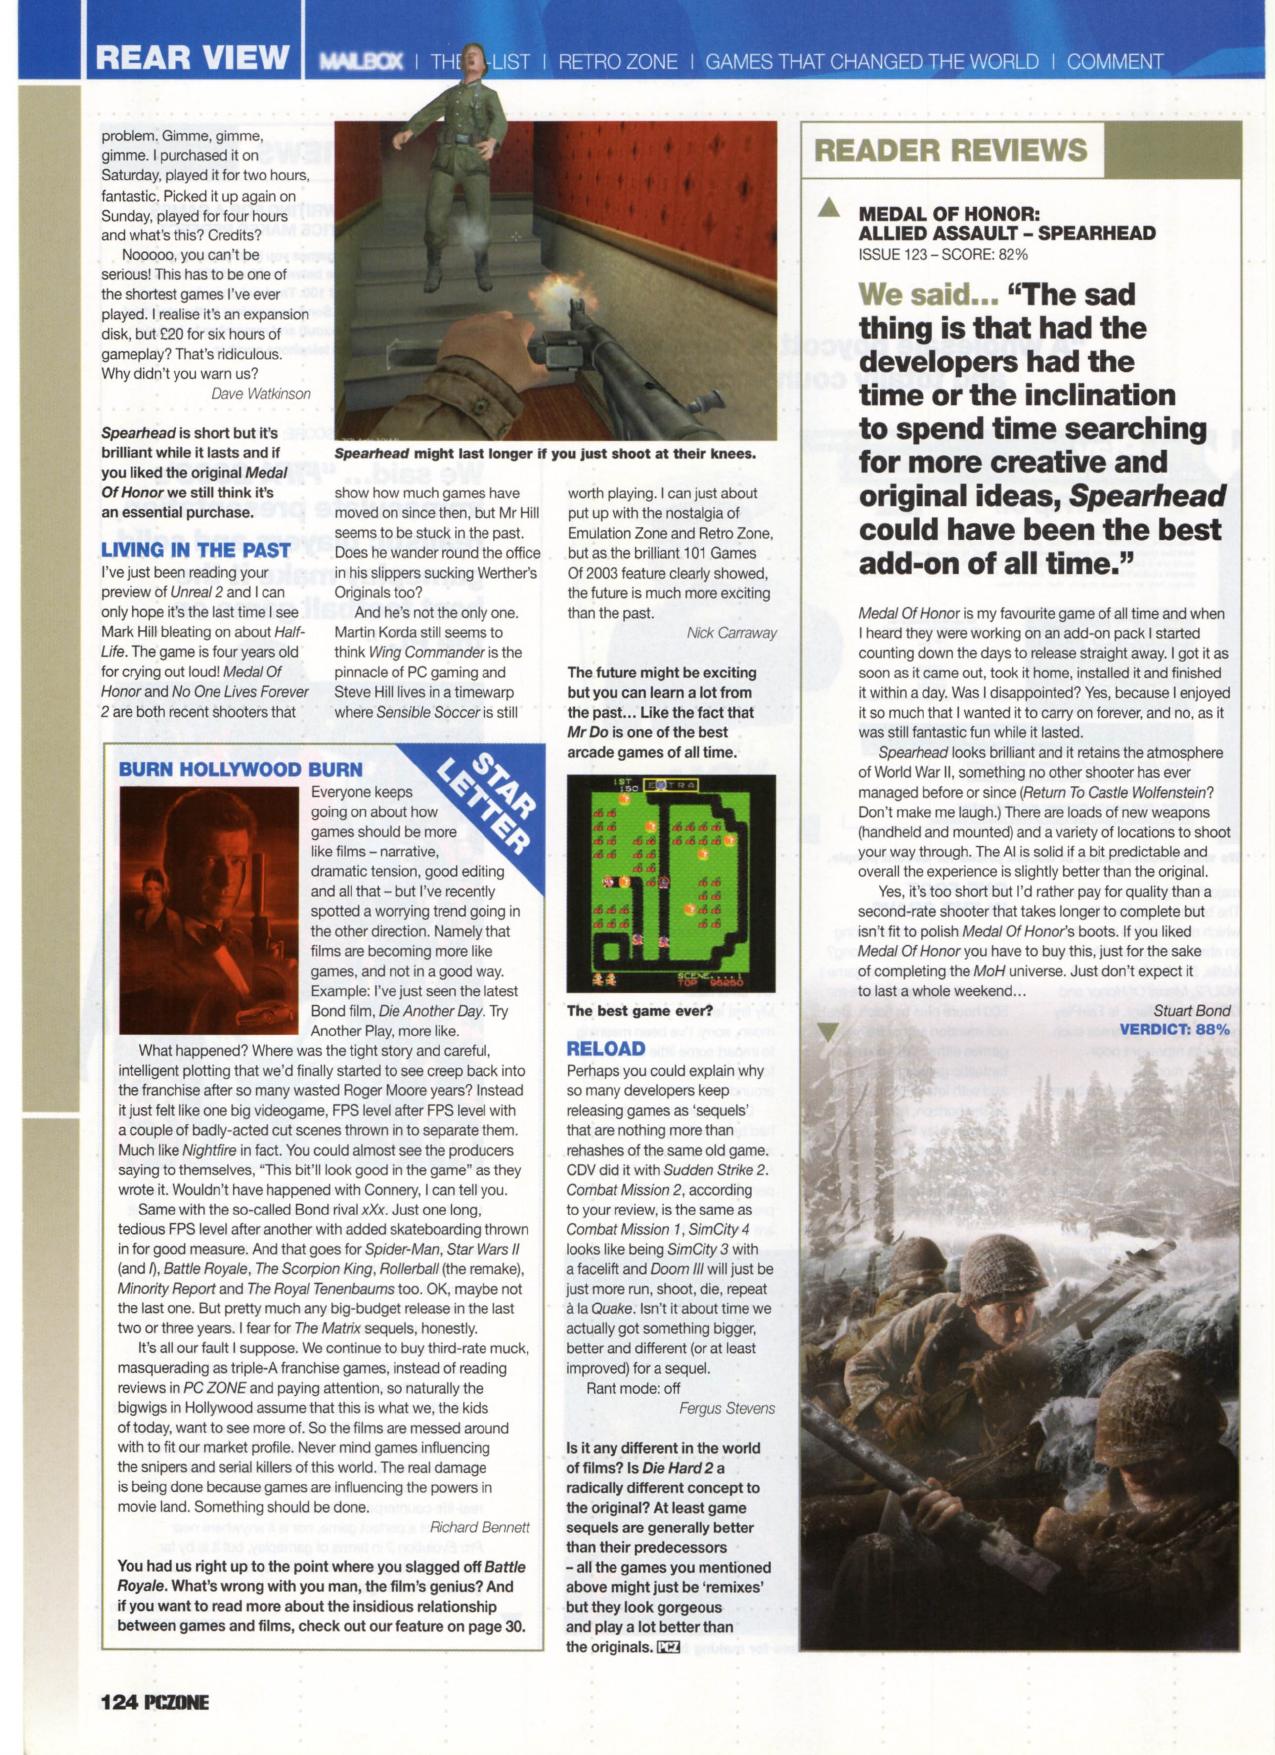 REAR VIEW
MAILBOX | THE -LIST | RETRO ZONE | GAMES THAT CHANGED THE WORLD | COMMENT
problem. Gimme, gimme,
gimme. I purchased it on
Saturday, played it for two hours,
fantastic. Picked it up again on
Sunday, played for four hours
and what's this? Credits?
Nooooo, you can't be
serious! This has to be one of
the shortest games I've ever
played. I realise it's an expansion
disk, but £20 for six hours of
gameplay? That's ridiculous.
Why didn't you warn us?
Dave Watkinson
Spearhead is short but it's
brilliant while it lasts and if
you liked the original Medal
Of Honor we still think it's
an essential purchase.
LIVING IN THE PAST
I've just been reading your
preview of Unreal 2 and I can
only hope it's the last time I see
Mark Hill bleating on about Half-
Life. The game is four years old
for crying out loud! Medal Of
Honor and No One Lives Forever
2 are both recent shooters that
Spearhead might last longer if you just shoot at their knees.
show how much games have
moved on since then, but Mr Hill
seems to be stuck in the past.
Does he wander round the office
in his slippers sucking Werther's
Originals too?
And he's not the only one.
Martin Korda still seems to
think Wing Commander is the
pinnacle of PC gaming and
Steve Hill lives in a timewarp
where Sensible Soccer is still
worth playing. I can just about
put up with the nostalgia of
Emulation Zone and Retro Zone,
but as the brilliant 101 Games
Of 2003 feature clearly showed,
the future is much more exciting
than the past.
Nick Carraway
The future might be exciting
but you can learn a lot from
the past... Like the fact that
Mr Do is one of the best
arcade games of all time.
1ST
150 EXTRA
SCENE....1
TOP 95250
The best game ever?
RELOAD
Perhaps you could explain why
so many developers keep
releasing games as 'sequels'
that are nothing more than
rehashes of the same old game.
CDV did it with Sudden Strike 2.
Combat Mission 2, according
to your review, is the same as
Combat Mission 1, SimCity 4
looks like being SimCity 3 with
a facelift and Doom III will just be
just more run, shoot, die, repeat
à la Quake. Isn't it about time we
actually got something bigger,
better and different (or at least
improved) for a sequel.
Rant mode: off
Fergus Stevens
Is it any different in the world
of films? Is Die Hard 2 a
radically different concept to
the original? At least game
sequels are generally better
than their predecessors
– all the games you mentioned
above might just be 'remixes'
but they look gorgeous
and play a lot better than
the originals. PCZ
STAR
LETTER
BURN HOLLYWOOD BURN
Everyone keeps
going on about how
games should be more
like films – narrative,
dramatic tension, good editing
and all that – but I've recently
spotted a worrying trend going in
the other direction. Namely that
films are becoming more like
games, and not in a good way.
Example: I've just seen the latest
Bond film, Die Another Day. Try
Another Play, more like.
What happened? Where was the tight story and careful,
intelligent plotting that we'd finally started to see creep back into
the franchise after so many wasted Roger Moore years? Instead
it just felt like one big videogame, FPS level after FPS level with
a couple of badly-acted cut scenes thrown in to separate them.
Much like Nightfire in fact. You could almost see the producers
saying to themselves, "This bit'll look good in the game" as they
wrote it. Wouldn't have happened with Connery, I can tell you.
Same with the so-called Bond rival xXx. Just one long,
tedious FPS level after another with added skateboarding thrown
in for good measure. And that goes for Spider-Man, Star Wars II
(and I), Battle Royale, The Scorpion King, Rollerball (the remake),
Minority Report and The Royal Tenenbaums too. OK, maybe not
the last one. But pretty much any big-budget release in the last
two or three years. I fear for The Matrix sequels, honestly.
It's all our fault I suppose. We continue to buy third-rate muck,
masquerading as triple-A franchise games, instead of reading
reviews in PC ZONE and paying attention, so naturally the
bigwigs in Hollywood assume that this is what we, the kids
of today, want to see more of. So the films are messed around
with to fit our market profile. Never mind games influencing
the snipers and serial killers of this world. The real damage
is being done because games are influencing the powers in
movie land. Something should be done.
Richard Bennett
You had us right up to the point where you slagged off Battle
Royale. What's wrong with you man, the film's genius? And
if you want to read more about the insidious relationship
between games and films, check out our feature on page 30.
READER REVIEWS
MEDAL OF HONOR:
ALLIED ASSAULT – SPEARHEAD
ISSUE 123 – SCORE: 82%
We said... "The sad
thing is that had the
developers had the
time or the inclination
to spend time searching
for more creative and
original ideas, Spearhead
could have been the best
add-on of all time."
Medal Of Honor is my favourite game of all time and when
I heard they were working on an add-on pack I started
counting down the days to release straight away. I got it as
soon as it came out, took it home, installed it and finished
it within a day. Was I disappointed? Yes, because I enjoyed
it so much that I wanted it to carry on forever, and no, as it
was still fantastic fun while it lasted.
Spearhead looks brilliant and it retains the atmosphere
of World War II, something no other shooter has ever
managed before or since (Return To Castle Wolfenstein?
Don't make me laugh.) There are loads of new weapons
(handheld and mounted) and a variety of locations to shoot
your way through. The AI is solid if a bit predictable and
overall the experience is slightly better than the original.
Yes, it's too short but I'd rather pay for quality than a
second-rate shooter that takes longer to complete but
isn't fit to polish Medal Of Honor's boots. If you liked
Medal Of Honor you have to buy this, just for the sake
of completing the MoH universe. Just don't expect it
to last a whole weekend...
Stuart Bond
VERDICT: 88%
124 PCZONE